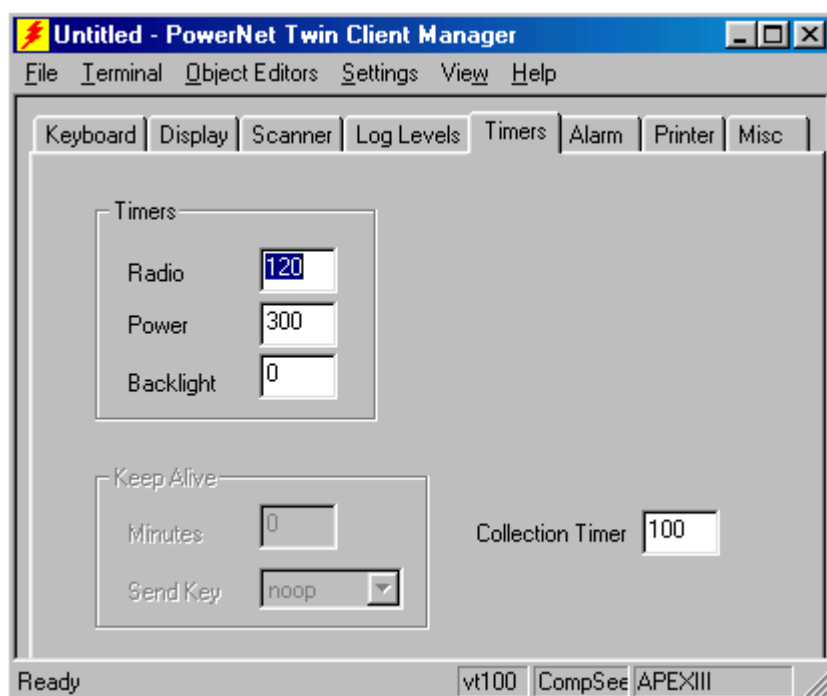 Untitled - PowerNet Twin Client Manager
File Terminal Object Editors Settings View Help
Keyboard Display Scanner Log Levels Timers Alarm Printer Misc
Timers
Radio 120
Power 300
Backlight 0
Keep Alive
Minutes 0
Collection Timer 100
Send Key noop
Ready vt100 CompSee APEXIII